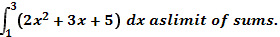 ∫₁³(2x² + 3x + 5) dx aslimit of sums.